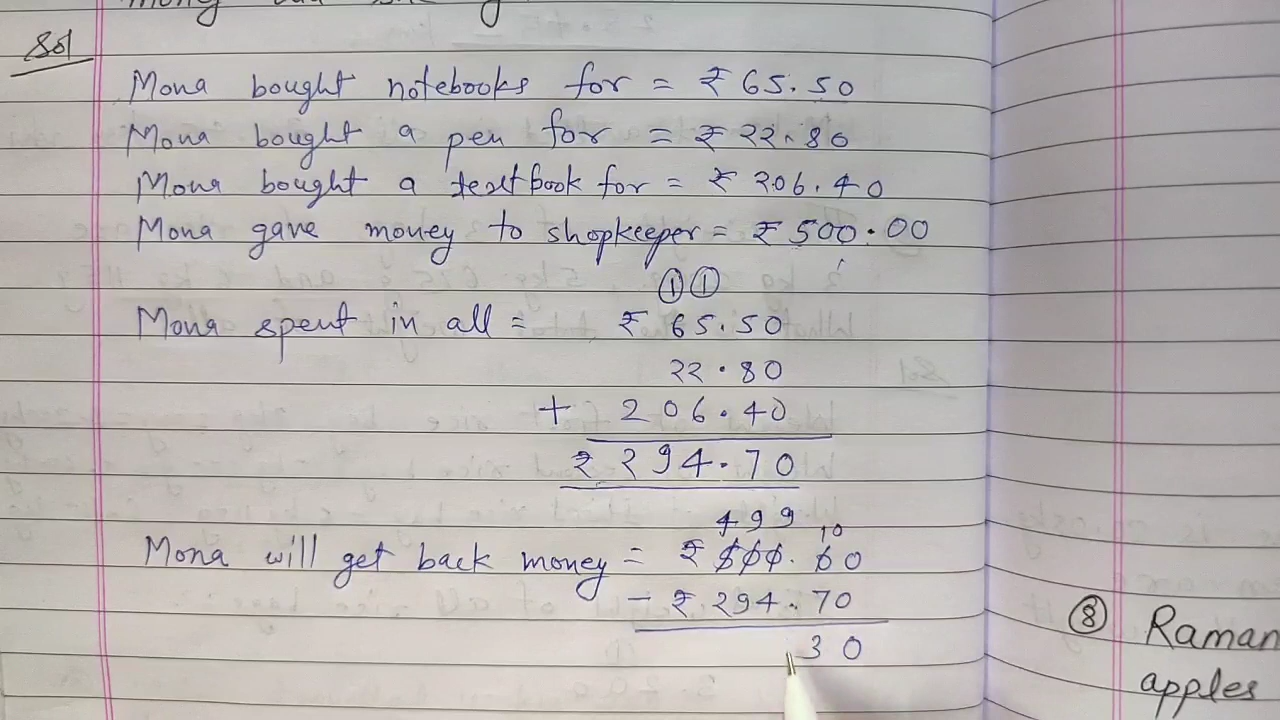 Sol
Mona bought notebooks for = ₹ 65.50
Mona bought a pen for = ₹ 22.80
Mona bought a textbook for = ₹ 206.40
Mona gave money to shopkeeper = ₹ 500.00
1 1
Mona spent in all = ₹ 65.50
22.80
+ 206.40
₹ 294.70
4 9 9 10
Mona will get back money = ₹ 500.00
- ₹ 294.70
30
8 Raman
apples